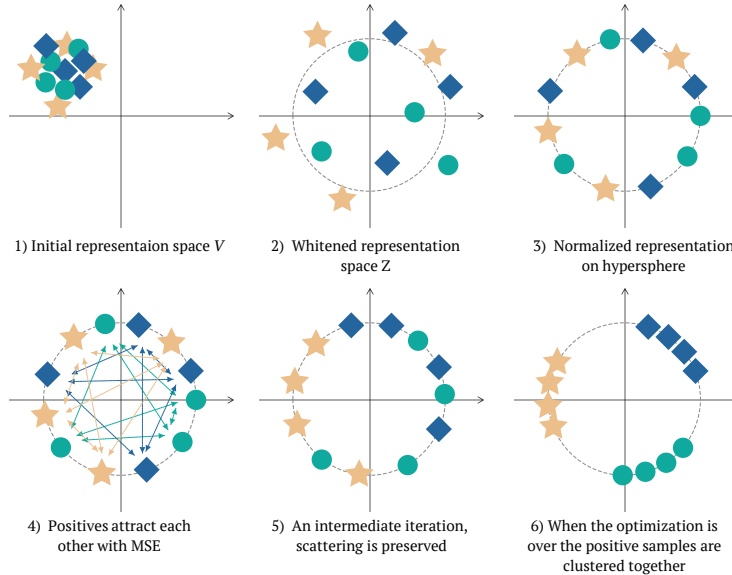 1) Initial representaion space V
2) Whitened representation
space Z
3) Normalized representation
on hypersphere
4) Positives attract each
other with MSE
5) An intermediate iteration,
scattering is preserved
6) When the optimization is
over the positive samples are
clustered together